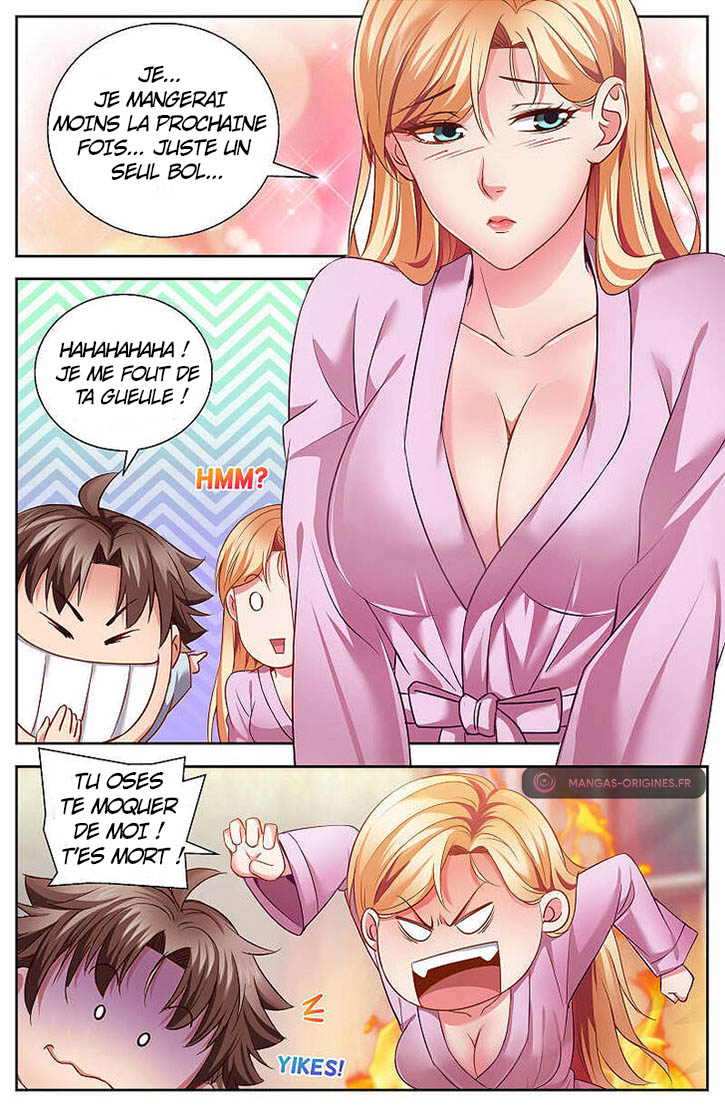 JE...
JE MANGERAI
MOINS LA PROCHAINE
FOIS... JUSTE UN
SEUL BOL...
HAHAHAHAHA !
JE ME FOUT DE
TA GUEULE !
HMM?
MANGAS-ORIGINES.FR
TU OSES
TE MOQUER
DE MOI !
T'ES MORT !
YIKES!